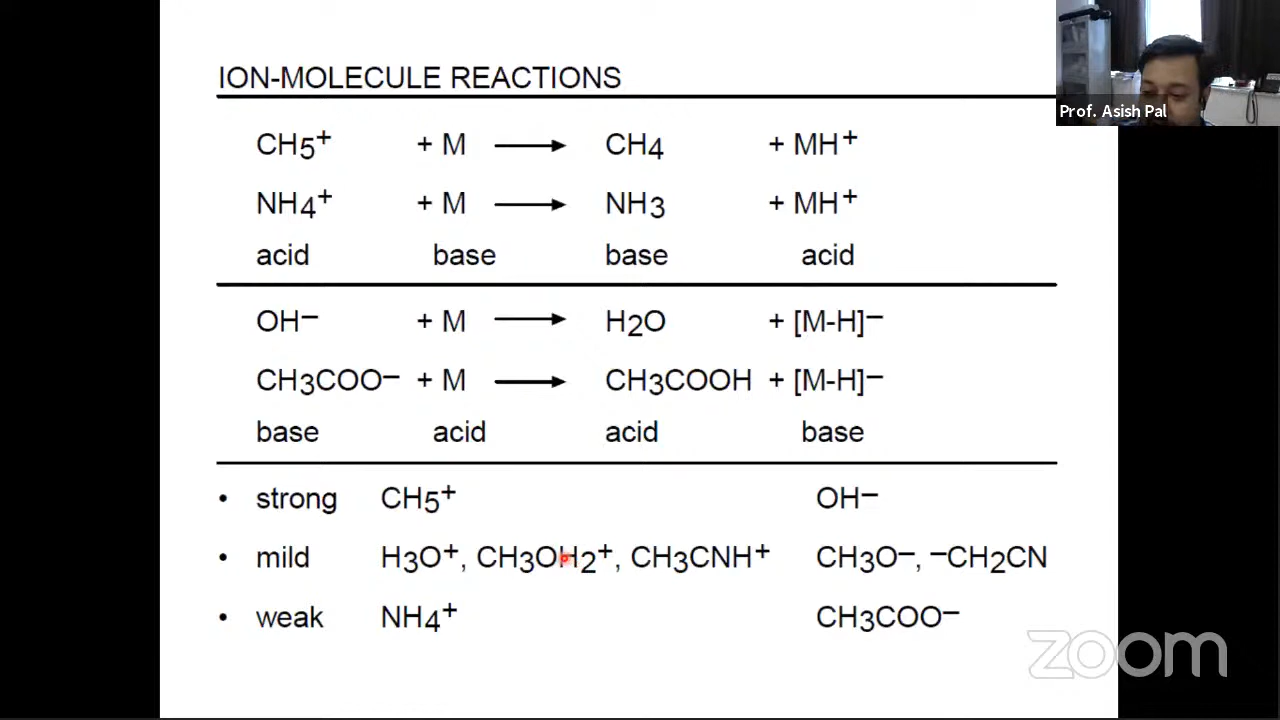 ION-MOLECULE REACTIONS
Prof. Asish Pal
CH5+ + M → CH4 + MH+
NH4+ + M → NH3 + MH+
acid base base acid
OH− + M → H2O + [M-H]−
CH3COO− + M → CH3COOH + [M-H]−
base acid acid base
• strong CH5+ OH−
• mild H3O+, CH3OH2+, CH3CNH+ CH3O−, −CH2CN
• weak NH4+ CH3COO−
zoom